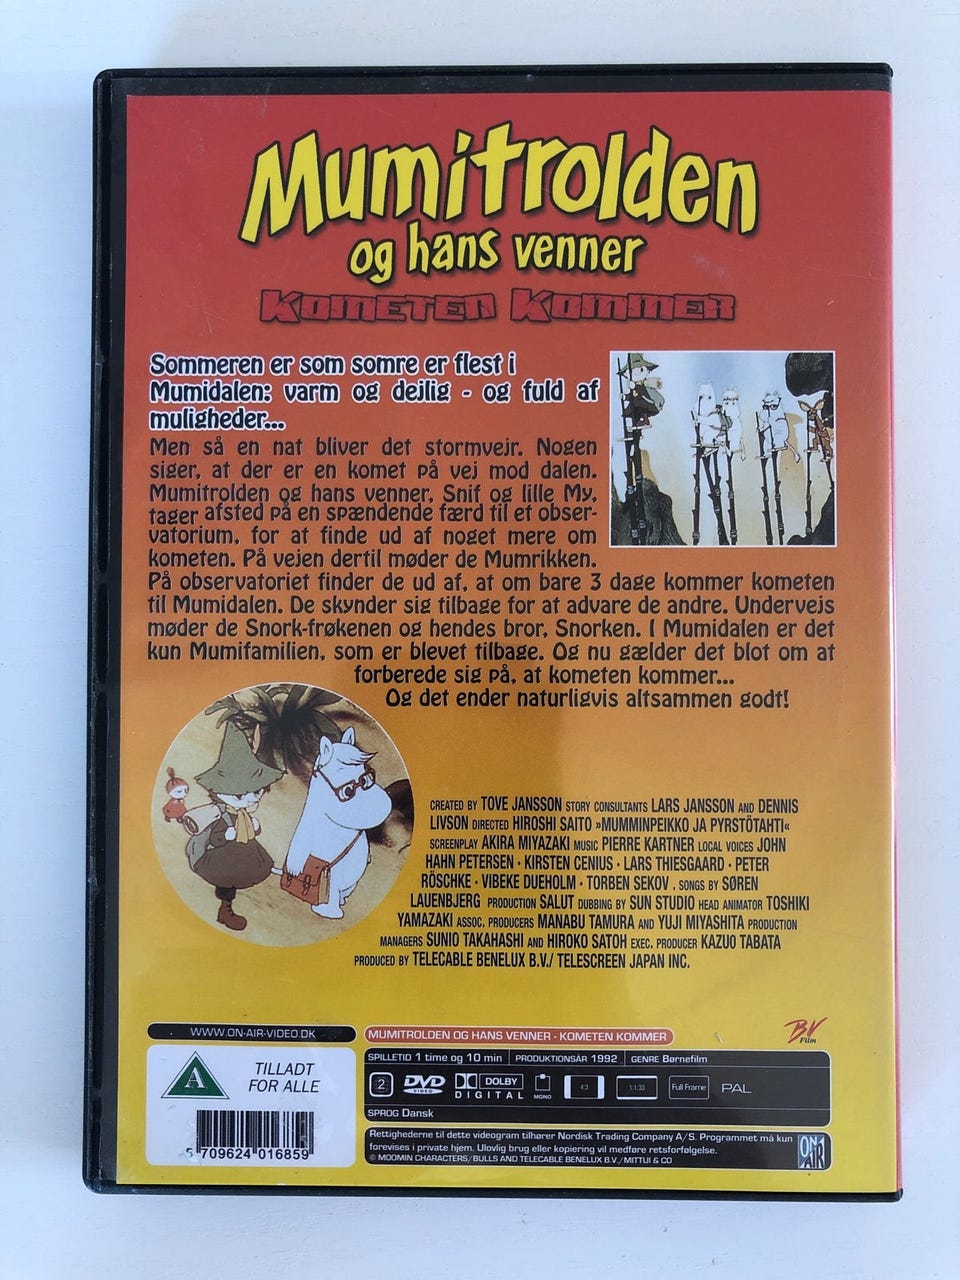 Mumitrolden
og hans venner
KOMETEN KOMMER
Sommeren er som somre er flest i
Mumidalen: varm og dejlig - og fuld af
muligheder...
Men så en nat bliver det stormvejr. Nogen
siger, at der er en komet på vej mod dalen.
Mumitrolden og hans venner, Snif og lille My,
tager afsted på en spændende færd til et obser-
vatorium, for at finde ud af noget mere om
kometen. På vejen dertil møder de Mumrikken.
På observatoriet finder de ud af, at om bare 3 dage kommer kometen
til Mumidalen. De skynder sig tilbage for at advare de andre. Undervejs
møder de Snork-frøkenen og hendes bror, Snorken. I Mumidalen er det
kun Mumifamilien, som er blevet tilbage. Og nu gælder det blot om at
forberede sig på, at kometen kommer...
Og det ender naturligvis altsammen godt!
CREATED BY TOVE JANSSON STORY CONSULTANTS LARS JANSSON AND DENNIS
LIVSON DIRECTED HIROSHI SAITO »MUMMINPEIKKO JA PYRSTÖTAHTI«
SCREENPLAY AKIRA MIYAZAKI MUSIC PIERRE KARTNER LOCAL VOICES JOHN
HAHN PETERSEN · KIRSTEN CENIUS · LARS THIESGAARD · PETER
RÖSCHKE · VIBEKE DUEHOLM · TORBEN SEKOV . SONGS BY SØREN
LAUENBJERG PRODUCTION SALUT DUBBING BY SUN STUDIO HEAD ANIMATOR TOSHIKI
YAMAZAKI ASSOC. PRODUCERS MANABU TAMURA AND YUJI MIYASHITA PRODUCTION
MANAGERS SUNIO TAKAHASHI AND HIROKO SATOH EXEC. PRODUCER KAZUO TABATA
PRODUCED BY TELECABLE BENELUX B.V./ TELESCREEN JAPAN INC.
WWW.ON-AIR-VIDEO.DK
MUMITROLDEN OG HANS VENNER - KOMETEN KOMMER
BN Film
A
TILLADT
FOR ALLE
5 709624 016859
SPILLETID 1 time og 10 min PRODUKTIONSÅR 1992 GENRE Børnefilm
2 DVD VIDEO DOLBY DIGITAL MONO 4:3 1:1.33 Full Frame PAL
SPROG Dansk
Rettighederne til dette videogram tilhører Nordisk Trading Company A/S. Programmet må kun
forevises i private hjem. Ulovlig brug eller kopiering vil medføre retsforfølgelse.
© MOOMIN CHARACTERS/BULLS AND TELECABLE BENELUX B.V./MITTUI & CO
ON AIR